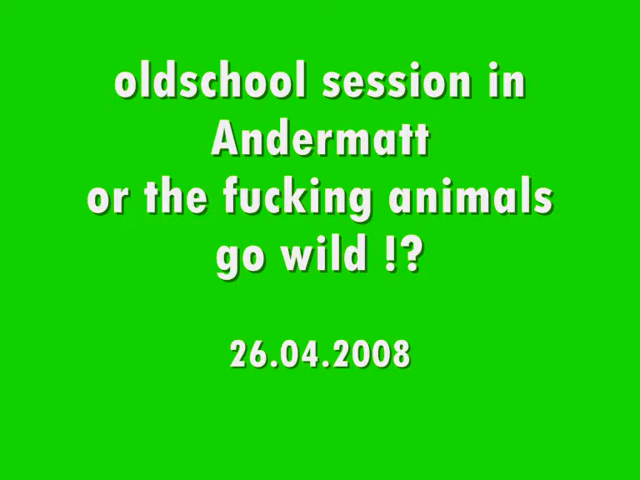 oldschool session in
Andermatt
or the fucking animals
go wild !?
26.04.2008